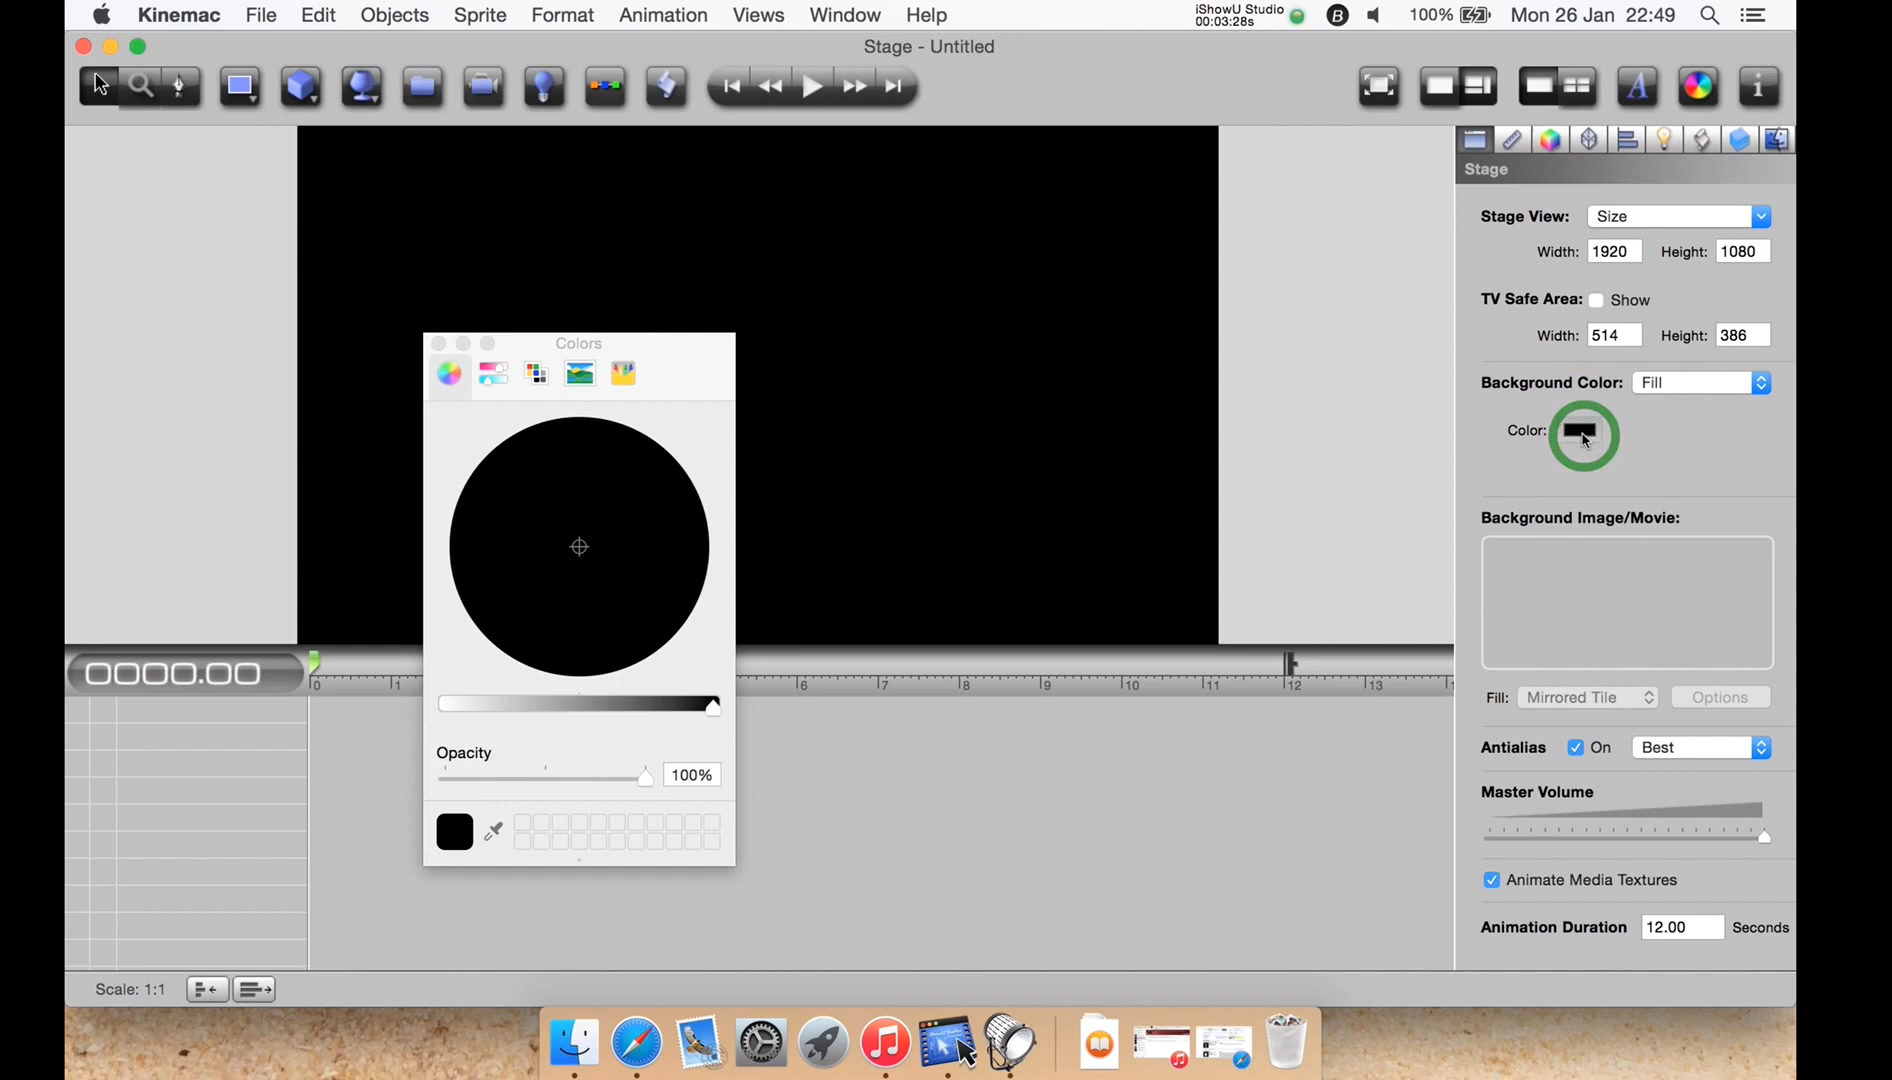 Kinemac File Edit Objects Sprite Format Animation Views Window Help
iShowU Studio
00:03:28s
100% Mon 26 Jan 22:49
Stage - Untitled
Stage
Stage View: Size
Width: 1920 Height: 1080
TV Safe Area: Show
Width: 514 Height: 386
Background Color: Fill
Color:
Background Image/Movie:
Fill: Mirrored Tile Options
Antialias On Best
Master Volume
Animate Media Textures
Animation Duration 12.00 Seconds
Colors
Opacity
100%
0000.00
0 1 6 7 8 9 10 11 12 13 1
Scale: 1:1